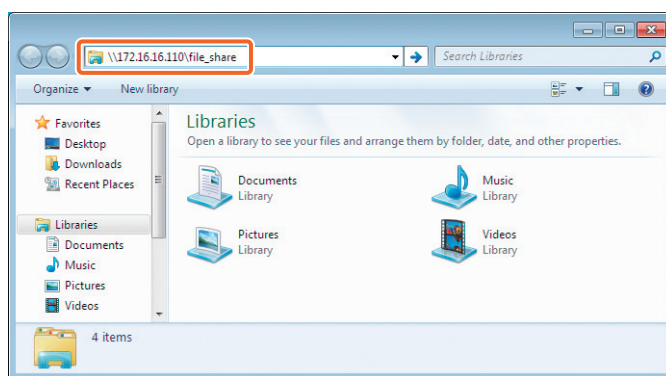 \\172.16.16.110\file_share
Search Libraries
Organize
New library
Favorites
Desktop
Downloads
Recent Places
Libraries
Documents
Music
Pictures
Videos
Libraries
Open a library to see your files and arrange them by folder, date, and other properties.
Documents
Library
Music
Library
Pictures
Library
Videos
Library
4 items